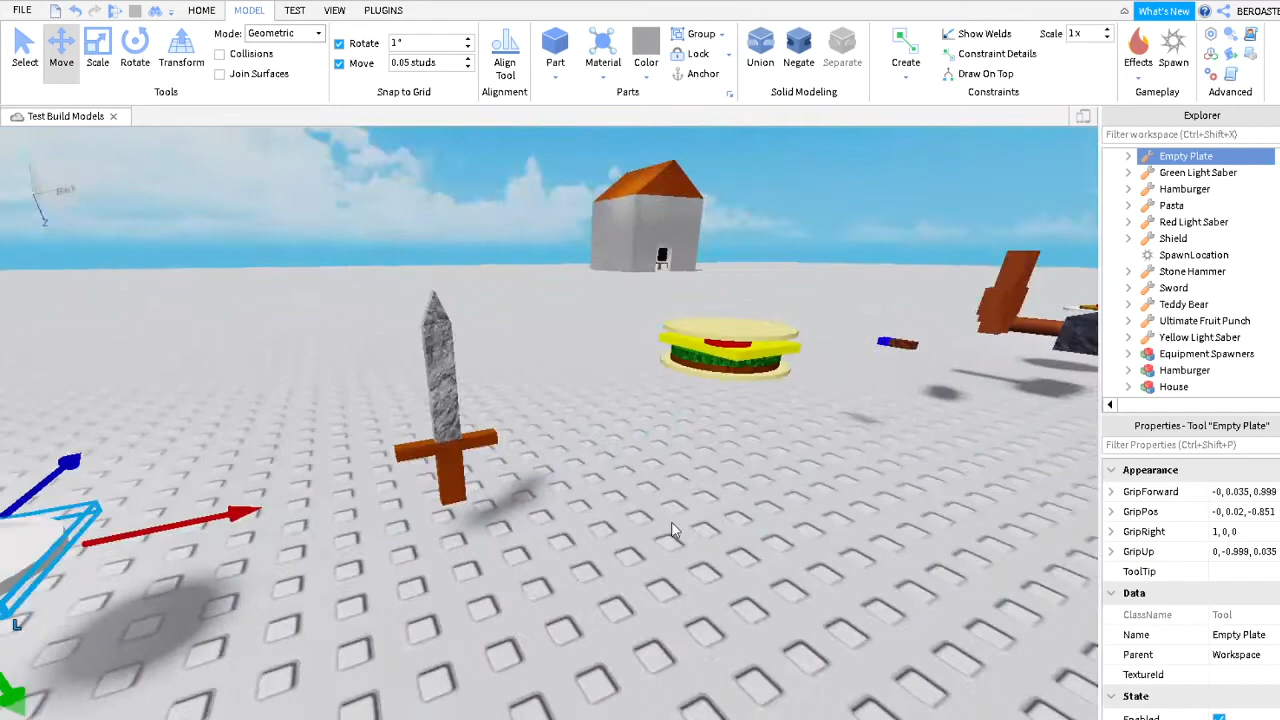 FILE HOME MODEL TEST VIEW PLUGINS What's New BEROASTE
Select Move Scale Rotate Transform
Mode: Geometric
Collisions
Join Surfaces
Tools
Rotate 1°
Move 0.05 studs
Snap to Grid
Align Tool
Alignment
Part Material Color
Group
Lock
Anchor
Parts
Union Negate Separate
Solid Modeling
Create
Show Welds Scale 1x
Constraint Details
Draw On Top
Constraints
Effects Spawn
Gameplay
Advanced
Test Build Models
Explorer
Filter workspace (Ctrl+Shift+X)
Empty Plate
Green Light Saber
Hamburger
Pasta
Red Light Saber
Shield
SpawnLocation
Stone Hammer
Sword
Teddy Bear
Ultimate Fruit Punch
Yellow Light Saber
Equipment Spawners
Hamburger
House
Properties - Tool "Empty Plate"
Filter Properties (Ctrl+Shift+P)
Appearance
GripForward -0, 0.035, 0.999
GripPos -0, 0.02, -0.851
GripRight 1, 0, 0
GripUp 0, -0.999, 0.035
ToolTip
Data
ClassName Tool
Name Empty Plate
Parent Workspace
TextureId
State
Enabled
Z
L